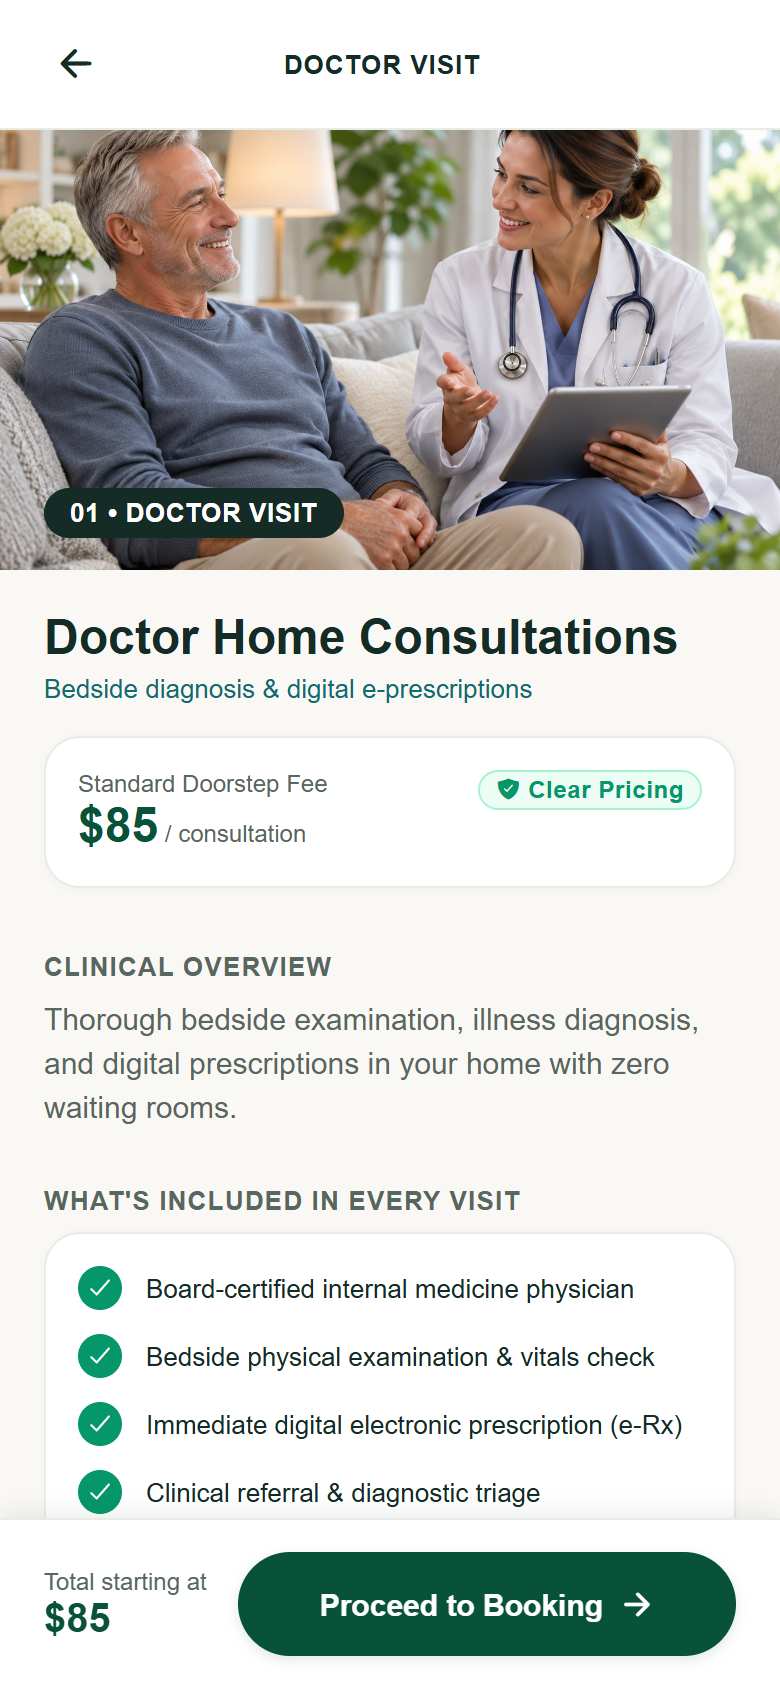 DOCTOR VISIT
01 • DOCTOR VISIT
Doctor Home Consultations
Bedside diagnosis & digital e-prescriptions
Standard Doorstep Fee
Clear Pricing
$85 / consultation
CLINICAL OVERVIEW
Thorough bedside examination, illness diagnosis,
and digital prescriptions in your home with zero
waiting rooms.
WHAT'S INCLUDED IN EVERY VISIT
Board-certified internal medicine physician
Bedside physical examination & vitals check
Immediate digital electronic prescription (e-Rx)
Clinical referral & diagnostic triage
Total starting at
$85
Proceed to Booking